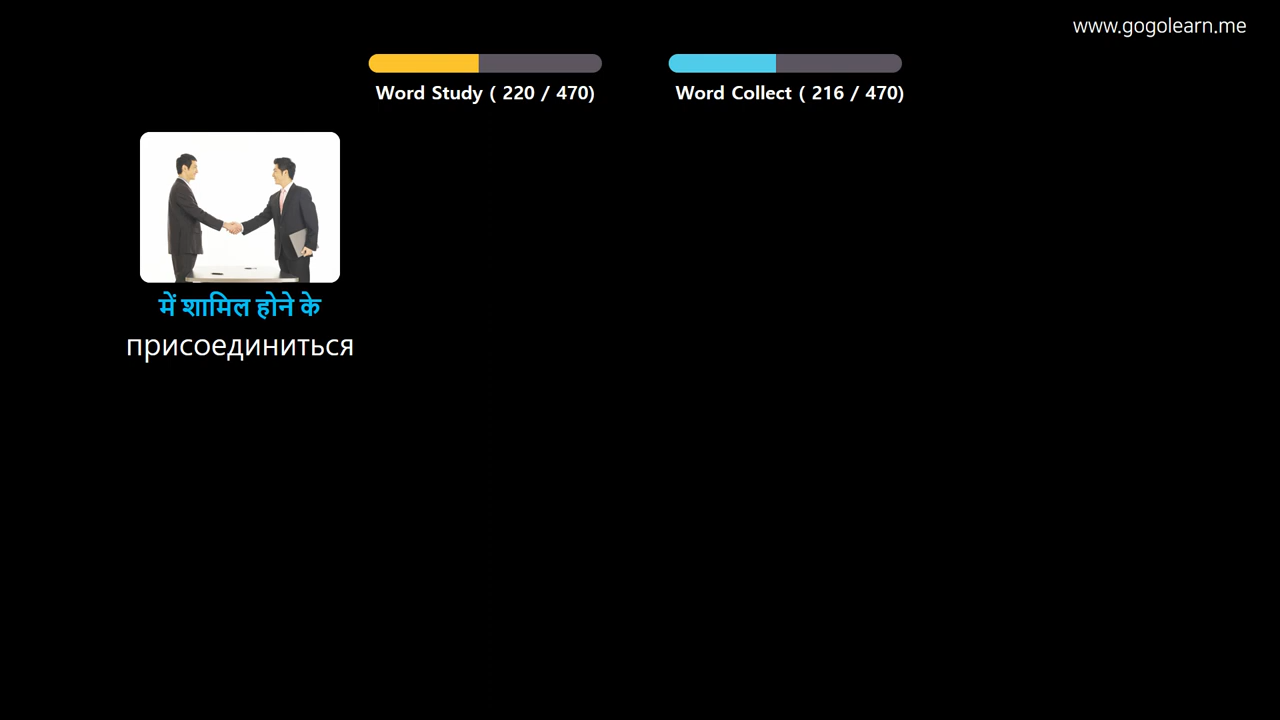 www.gogolearn.me
Word Study ( 220 / 470)
Word Collect ( 216 / 470)
में शामिल होने के
присоединиться